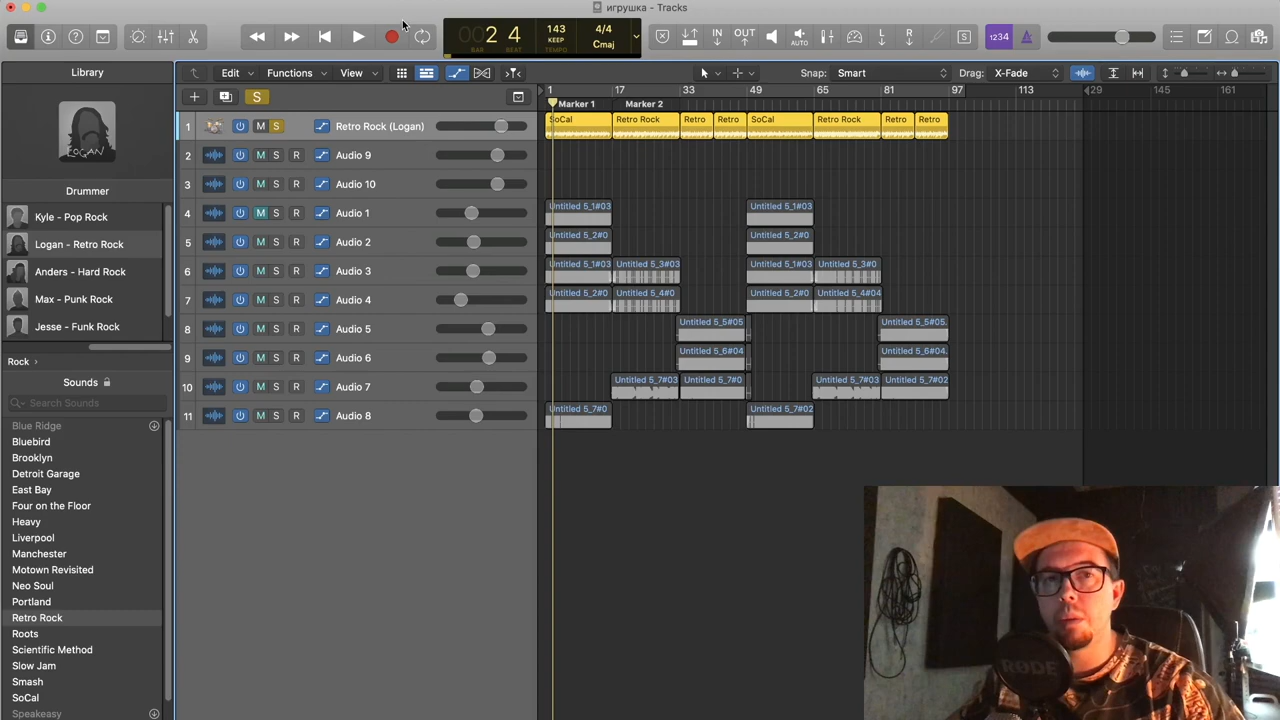 игрушка - Tracks
002 4
BAR BEAT
143
KEEP
TEMPO
4/4
Cmaj
IN
OUT
AUTO
L
R
S
1234
Library
Edit
Functions
View
Snap: Smart
Drag: X-Fade
S
1 17 33 49 65 81 97 113 129 145 161
Marker 1 Marker 2
LOGAN
Drummer
Kyle - Pop Rock
Logan - Retro Rock
Anders - Hard Rock
Max - Punk Rock
Jesse - Funk Rock
Rock
Sounds
Search Sounds
Blue Ridge
Bluebird
Brooklyn
Detroit Garage
East Bay
Four on the Floor
Heavy
Liverpool
Manchester
Motown Revisited
Neo Soul
Portland
Retro Rock
Roots
Scientific Method
Slow Jam
Smash
SoCal
Speakeasy
1 M S Retro Rock (Logan)
SoCal Retro Rock Retro Retro SoCal Retro Rock Retro Retro
2 M S R Audio 9
3 M S R Audio 10
4 M S R Audio 1
Untitled 5_1#03 Untitled 5_1#03
5 M S R Audio 2
Untitled 5_2#0 Untitled 5_2#0
6 M S R Audio 3
Untitled 5_1#03 Untitled 5_3#03 Untitled 5_1#03 Untitled 5_3#0
7 M S R Audio 4
Untitled 5_2#0 Untitled 5_4#0 Untitled 5_2#0 Untitled 5_4#04
8 M S R Audio 5
Untitled 5_5#05 Untitled 5_5#05.
9 M S R Audio 6
Untitled 5_6#04 Untitled 5_6#04.
10 M S R Audio 7
Untitled 5_7#03 Untitled 5_7#0 Untitled 5_7#03 Untitled 5_7#02
11 M S R Audio 8
Untitled 5_7#0 Untitled 5_7#02
RØDE